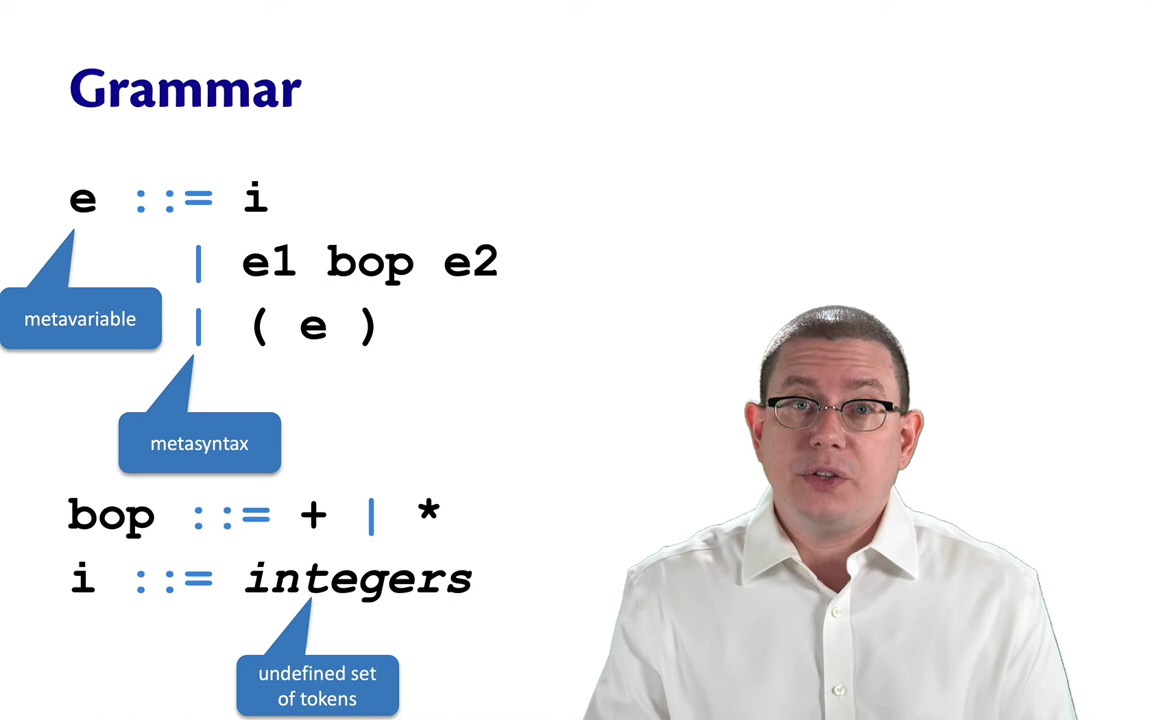 Grammar
e ::= i
| e1 bop e2
metavariable
| ( e )
metasyntax
bop ::= + | *
i ::= integers
undefined set
of tokens